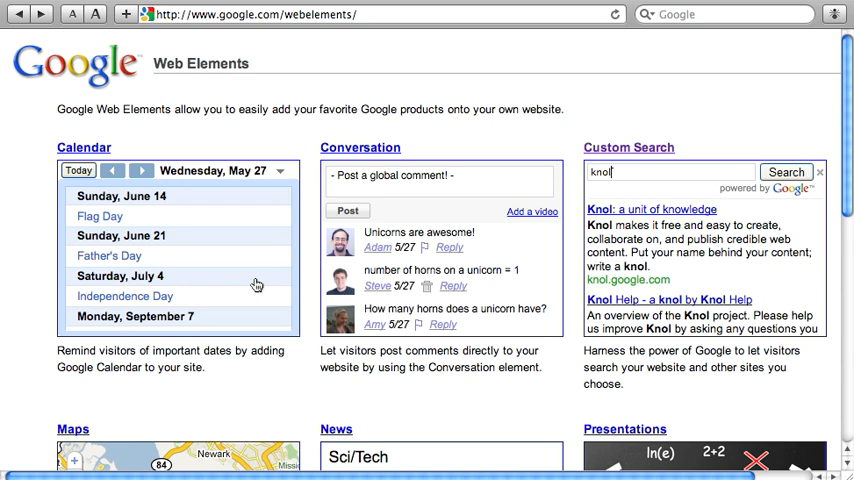 A A
http://www.google.com/webelements/
Google
Google Web Elements
Google Web Elements allow you to easily add your favorite Google products onto your own website.
Calendar
Today Wednesday, May 27
Sunday, June 14
Flag Day
Sunday, June 21
Father's Day
Saturday, July 4
Independence Day
Monday, September 7
Remind visitors of important dates by adding
Google Calendar to your site.
Conversation
- Post a global comment! -
Post Add a video
Unicorns are awesome!
Adam 5/27 Reply
number of horns on a unicorn = 1
Steve 5/27 Reply
How many horns does a unicorn have?
Amy 5/27 Reply
Let visitors post comments directly to your
website by using the Conversation element.
Custom Search
knol Search ×
powered by Google™
Knol: a unit of knowledge
Knol makes it free and easy to create,
collaborate on, and publish credible web
content. Put your name behind your content;
write a knol.
knol.google.com
Knol Help - a knol by Knol Help
An overview of the Knol project. Please help
us improve Knol by asking any questions you
Harness the power of Google to let visitors
search your website and other sites you
choose.
Maps
Newark
84
News
Sci/Tech
Presentations
ln(e) 2+2